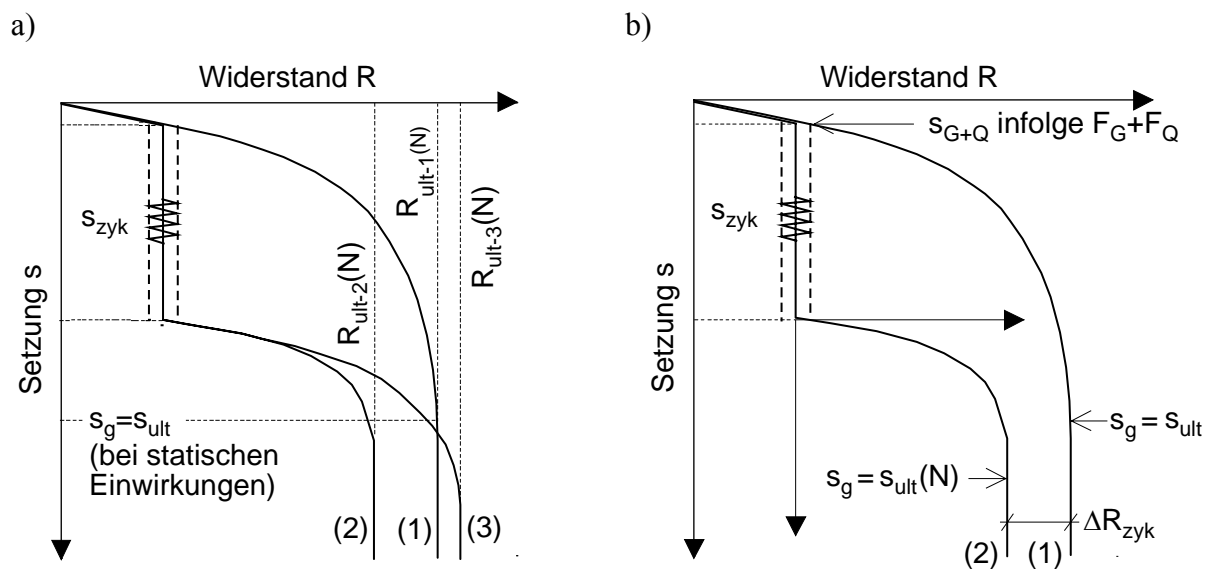 a)
Widerstand R
R_ult-1(N)
R_ult-3(N)
R_ult-2(N)
s_zyk
Setzung s
s_g=s_ult
(bei statischen
Einwirkungen)
(2)
(1)
(3)
b)
Widerstand R
s_G+Q infolge F_G+F_Q
s_zyk
Setzung s
s_g=s_ult
s_g=s_ult(N)
ΔR_zyk
(2)
(1)